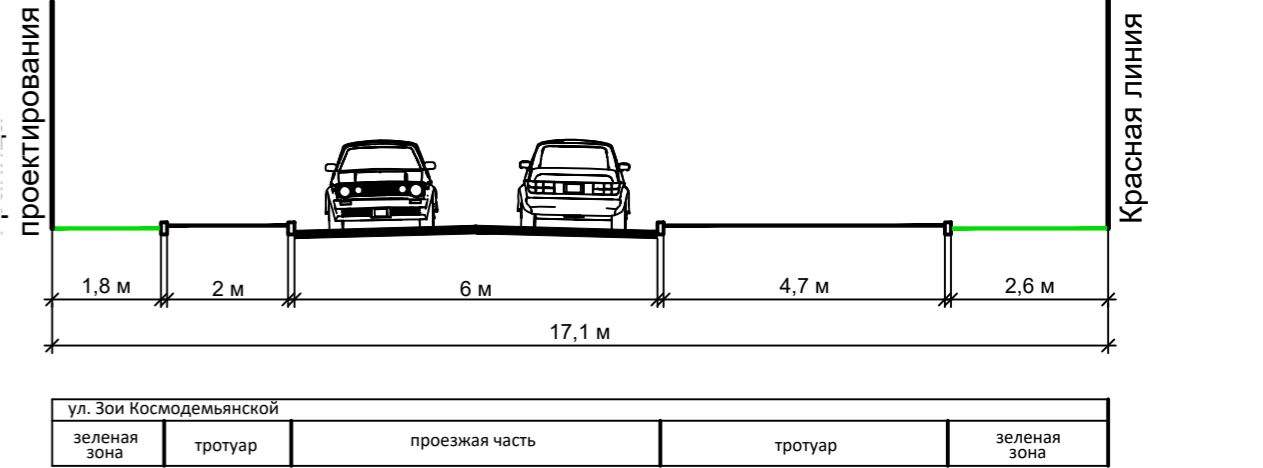 проектирования
Красная линия
1,8 м
2 м
6 м
4,7 м
2,6 м
17,1 м
ул. Зои Космодемьянской
зеленая
зона
тротуар
проезжая часть
тротуар
зеленая
зона